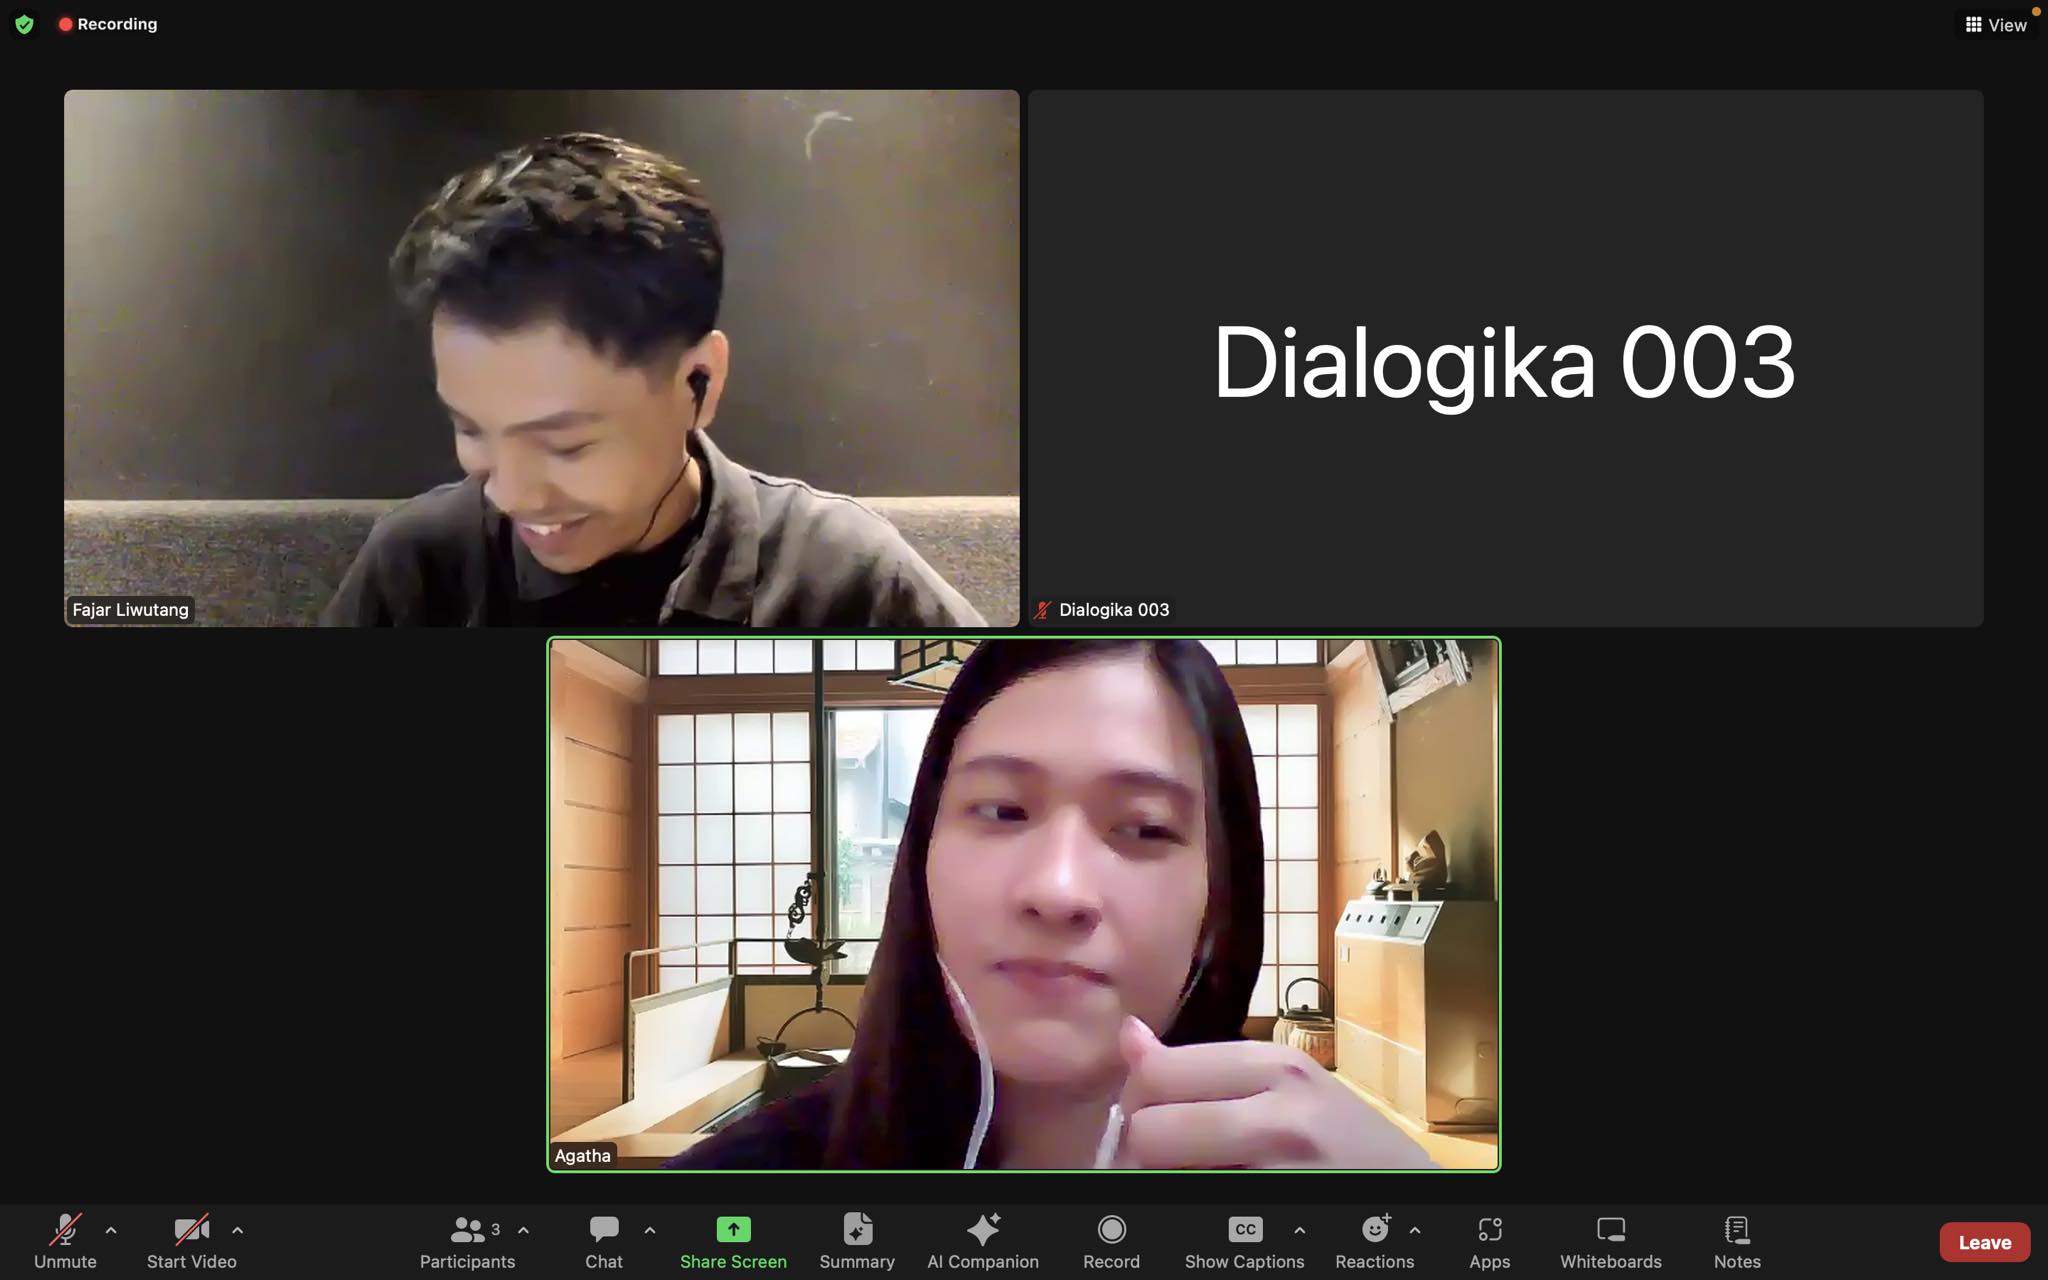 Recording
View
Dialogika 003
Fajar Liwutang
Dialogika 003
Agatha
Unmute
Start Video
3
Participants
Chat
Share Screen
Summary
AI Companion
Record
CC
Show Captions
Reactions
Apps
Whiteboards
Notes
Leave